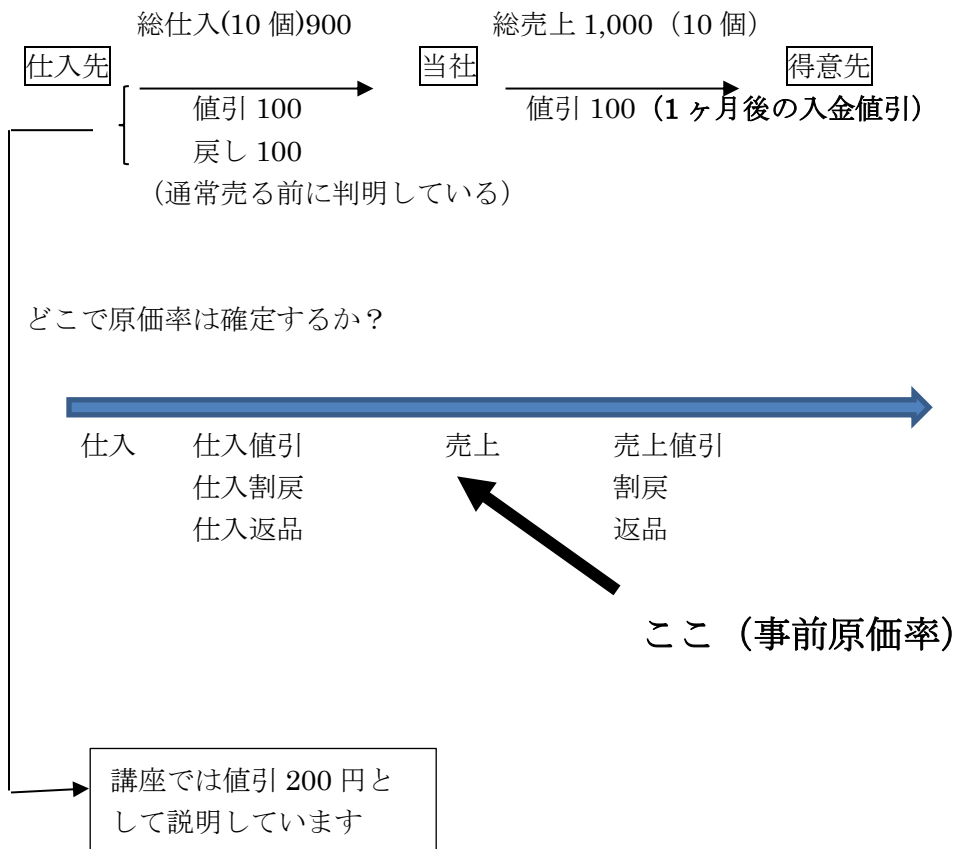 総仕入(10 個)900 総売上 1,000（10 個）
仕入先 当社 得意先
値引 100 値引 100（1 ヶ月後の入金値引）
戻し 100
（通常売る前に判明している）
どこで原価率は確定するか？
仕入 仕入値引 売上 売上値引
仕入割戻 割戻
仕入返品 返品
ここ（事前原価率）
講座では値引 200 円と
して説明しています